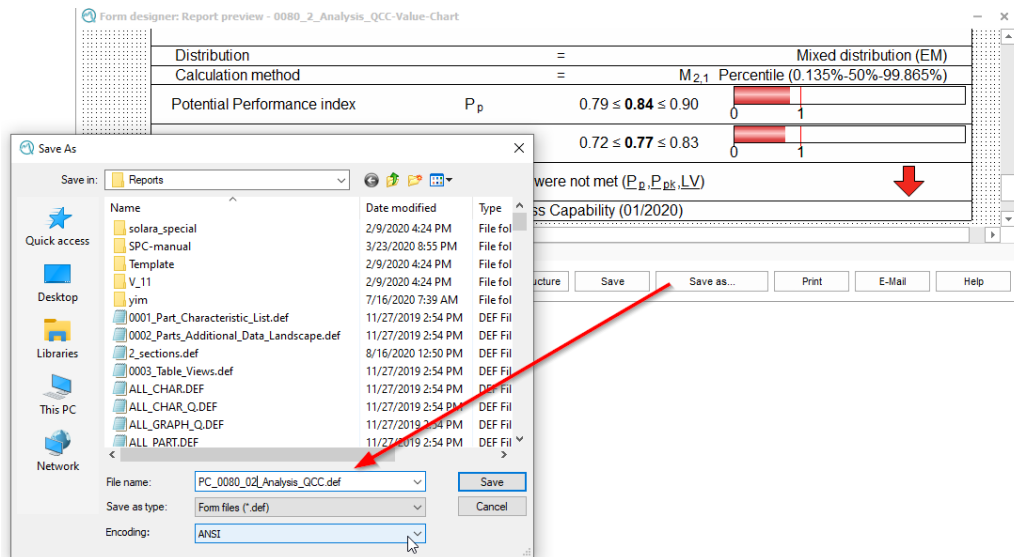 Form designer: Report preview - 0080_2_Analysis_QCC-Value-Chart
Distribution = Mixed distribution (EM)
Calculation method = M2,1 Percentile (0.135%-50%-99.865%)
Potential Performance index Pp 0.79 ≤ 0.84 ≤ 0.90
0 1
0.72 ≤ 0.77 ≤ 0.83
0 1
were not met (Pp,Ppk,LV)
ss Capability (01/2020)
ucture Save Save as... Print E-Mail Help
Save As
Save in: Reports
Quick access
Desktop
Libraries
This PC
Network
Name Date modified Type
solara_special 2/9/2020 4:24 PM File fol
SPC-manual 3/23/2020 8:55 PM File fol
Template 2/9/2020 4:24 PM File fol
V_11 2/9/2020 4:24 PM File fol
yim 7/16/2020 7:39 AM File fol
0001_Part_Characteristic_List.def 11/27/2019 2:54 PM DEF Fil
0002_Parts_Additional_Data_Landscape.def 11/27/2019 2:54 PM DEF Fil
2_sections.def 8/16/2020 12:50 PM DEF Fil
0003_Table_Views.def 11/27/2019 2:54 PM DEF Fil
ALL_CHAR.DEF 11/27/2019 2:54 PM DEF Fil
ALL_CHAR_Q.DEF 11/27/2019 2:54 PM DEF Fil
ALL_GRAPH_Q.DEF 11/27/2019 2:54 PM DEF Fil
ALL_PART.DEF 11/27/2019 2:54 PM DEF Fil
File name: PC_0080_02_Analysis_QCC.def Save
Save as type: Form files (*.def) Cancel
Encoding: ANSI